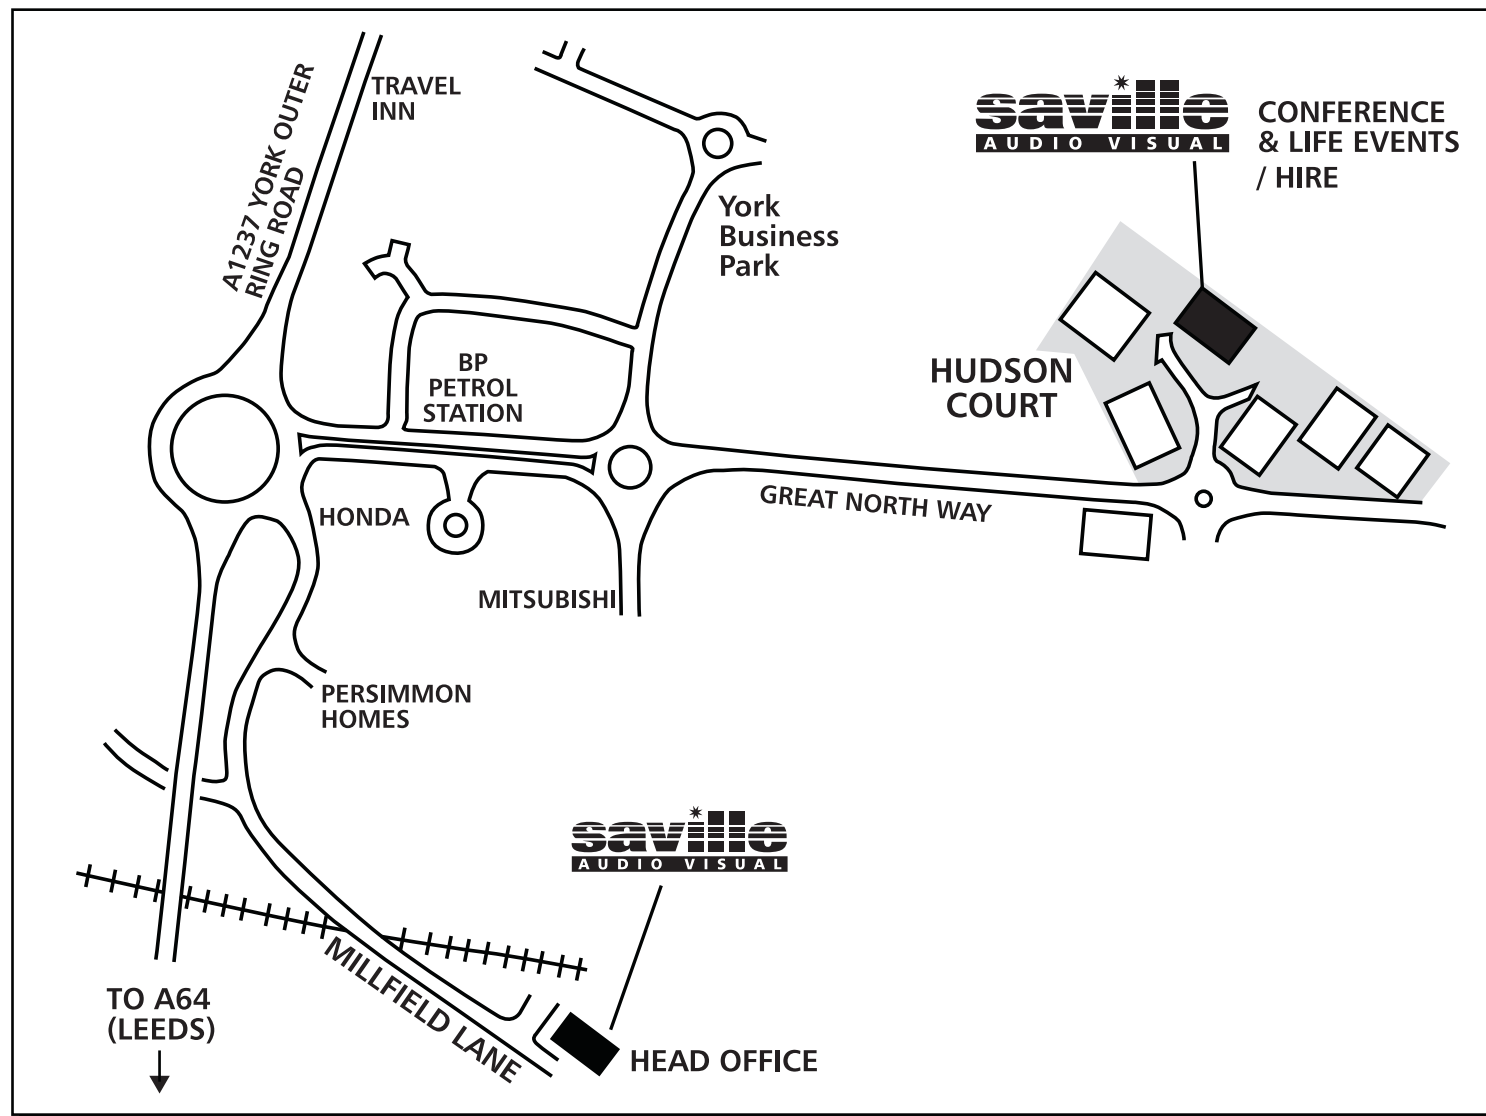 A1237 YORK OUTER
RING ROAD
TRAVEL
INN
saville
AUDIO VISUAL
CONFERENCE
& LIFE EVENTS
/ HIRE
York
Business
Park
BP
PETROL
STATION
HUDSON
COURT
HONDA
GREAT NORTH WAY
MITSUBISHI
PERSIMMON
HOMES
saville
AUDIO VISUAL
MILLFIELD LANE
TO A64
(LEEDS)
HEAD OFFICE